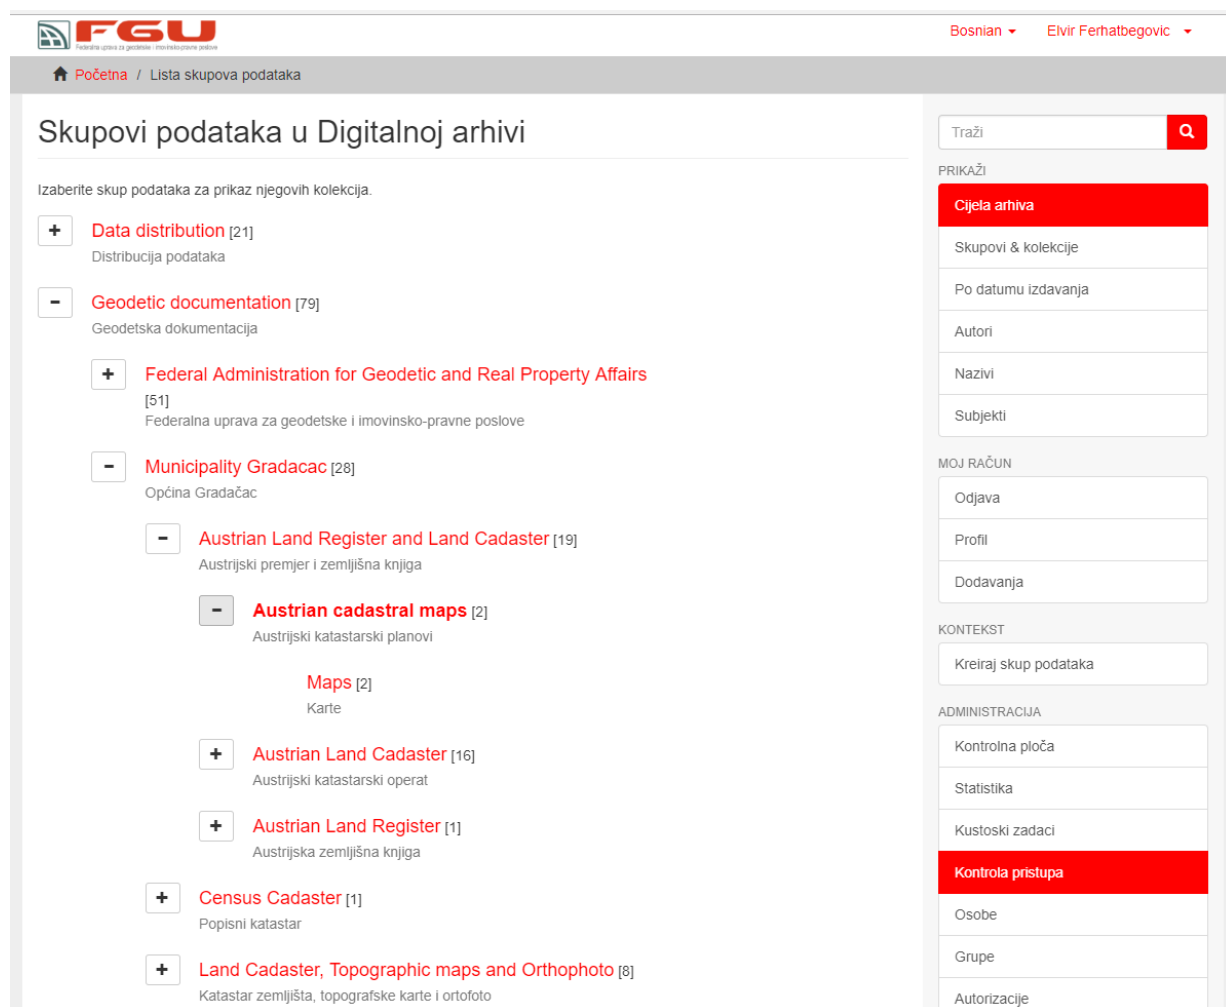 FGU
Federalna uprava za geodetske i imovinsko-pravne poslove
Bosnian
Elvir Ferhatbegovic
Početna / Lista skupova podataka
Skupovi podataka u Digitalnoj arhivi
Izaberite skup podataka za prikaz njegovih kolekcija.
+ Data distribution [21]
Distribucija podataka
- Geodetic documentation [79]
Geodetska dokumentacija
+ Federal Administration for Geodetic and Real Property Affairs
[51]
Federalna uprava za geodetske i imovinsko-pravne poslove
- Municipality Gradacac [28]
Općina Gradačac
- Austrian Land Register and Land Cadaster [19]
Austrijski premjer i zemljišna knjiga
- Austrian cadastral maps [2]
Austrijski katastarski planovi
Maps [2]
Karte
+ Austrian Land Cadaster [16]
Austrijski katastarski operat
+ Austrian Land Register [1]
Austrijska zemljišna knjiga
+ Census Cadaster [1]
Popisni katastar
+ Land Cadaster, Topographic maps and Orthophoto [8]
Katastar zemljišta, topografske karte i ortofoto
Traži
PRIKAŽI
Cijela arhiva
Skupovi & kolekcije
Po datumu izdavanja
Autori
Nazivi
Subjekti
MOJ RAČUN
Odjava
Profil
Dodavanja
KONTEKST
Kreiraj skup podataka
ADMINISTRACIJA
Kontrolna ploča
Statistika
Kustoski zadaci
Kontrola pristupa
Osobe
Grupe
Autorizacije